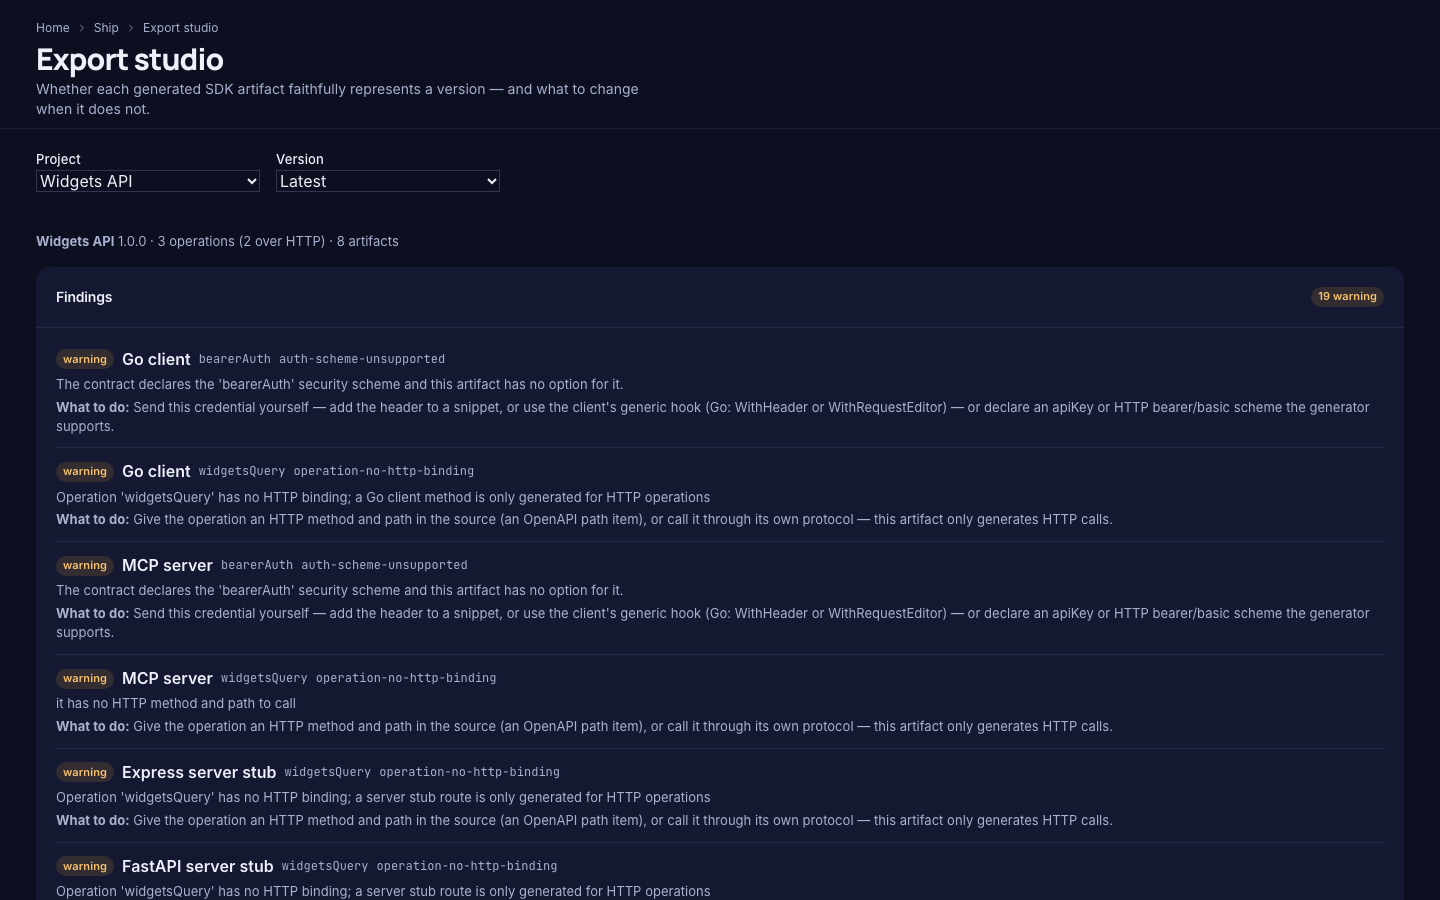 Home > Ship > Export studio
Export studio
Whether each generated SDK artifact faithfully represents a version — and what to change
when it does not.
Project Version
Widgets API Latest
Widgets API 1.0.0 · 3 operations (2 over HTTP) · 8 artifacts
Findings 19 warning
warning Go client bearerAuth auth-scheme-unsupported
The contract declares the 'bearerAuth' security scheme and this artifact has no option for it.
What to do: Send this credential yourself — add the header to a snippet, or use the client's generic hook (Go: WithHeader or WithRequestEditor) — or declare an apiKey or HTTP bearer/basic scheme the generator
supports.
warning Go client widgetsQuery operation-no-http-binding
Operation 'widgetsQuery' has no HTTP binding; a Go client method is only generated for HTTP operations
What to do: Give the operation an HTTP method and path in the source (an OpenAPI path item), or call it through its own protocol — this artifact only generates HTTP calls.
warning MCP server bearerAuth auth-scheme-unsupported
The contract declares the 'bearerAuth' security scheme and this artifact has no option for it.
What to do: Send this credential yourself — add the header to a snippet, or use the client's generic hook (Go: WithHeader or WithRequestEditor) — or declare an apiKey or HTTP bearer/basic scheme the generator
supports.
warning MCP server widgetsQuery operation-no-http-binding
it has no HTTP method and path to call
What to do: Give the operation an HTTP method and path in the source (an OpenAPI path item), or call it through its own protocol — this artifact only generates HTTP calls.
warning Express server stub widgetsQuery operation-no-http-binding
Operation 'widgetsQuery' has no HTTP binding; a server stub route is only generated for HTTP operations
What to do: Give the operation an HTTP method and path in the source (an OpenAPI path item), or call it through its own protocol — this artifact only generates HTTP calls.
warning FastAPI server stub widgetsQuery operation-no-http-binding
Operation 'widgetsQuery' has no HTTP binding; a server stub route is only generated for HTTP operations